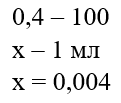 0,4 – 100
х – 1 мл
х = 0,004